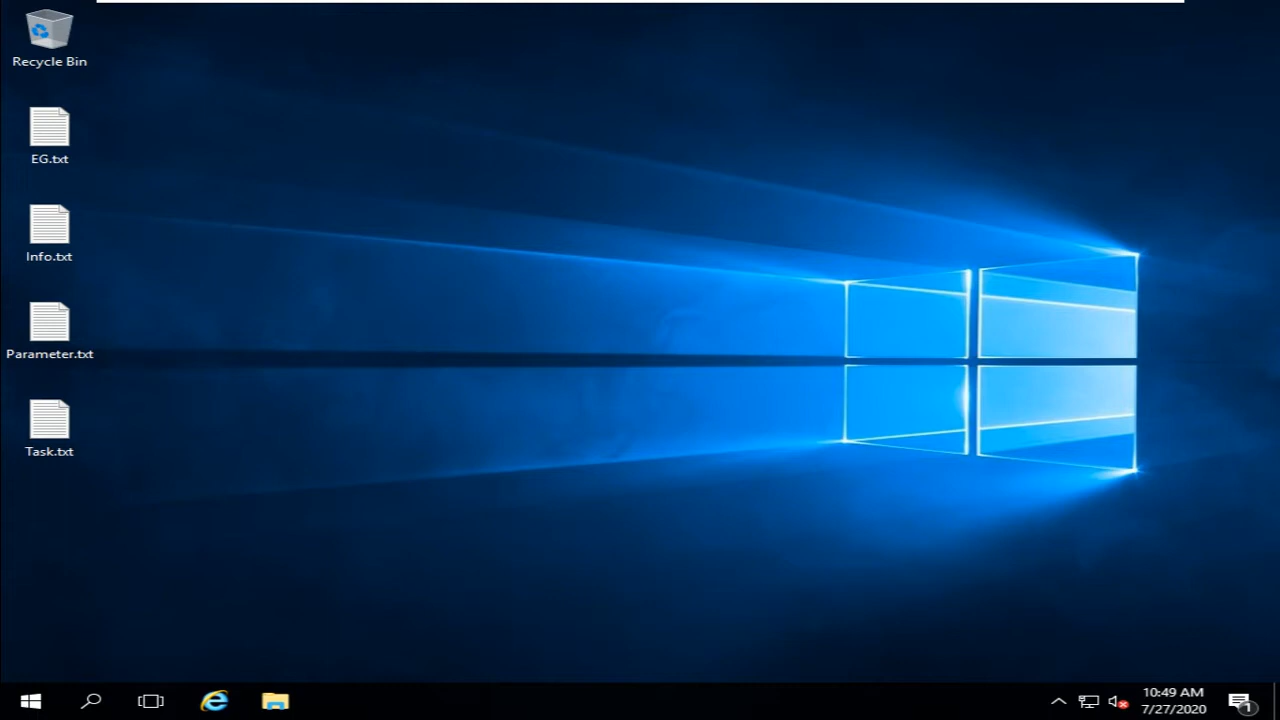 Recycle Bin
EG.txt
Info.txt
Parameter.txt
Task.txt
10:49 AM
7/27/2020
1